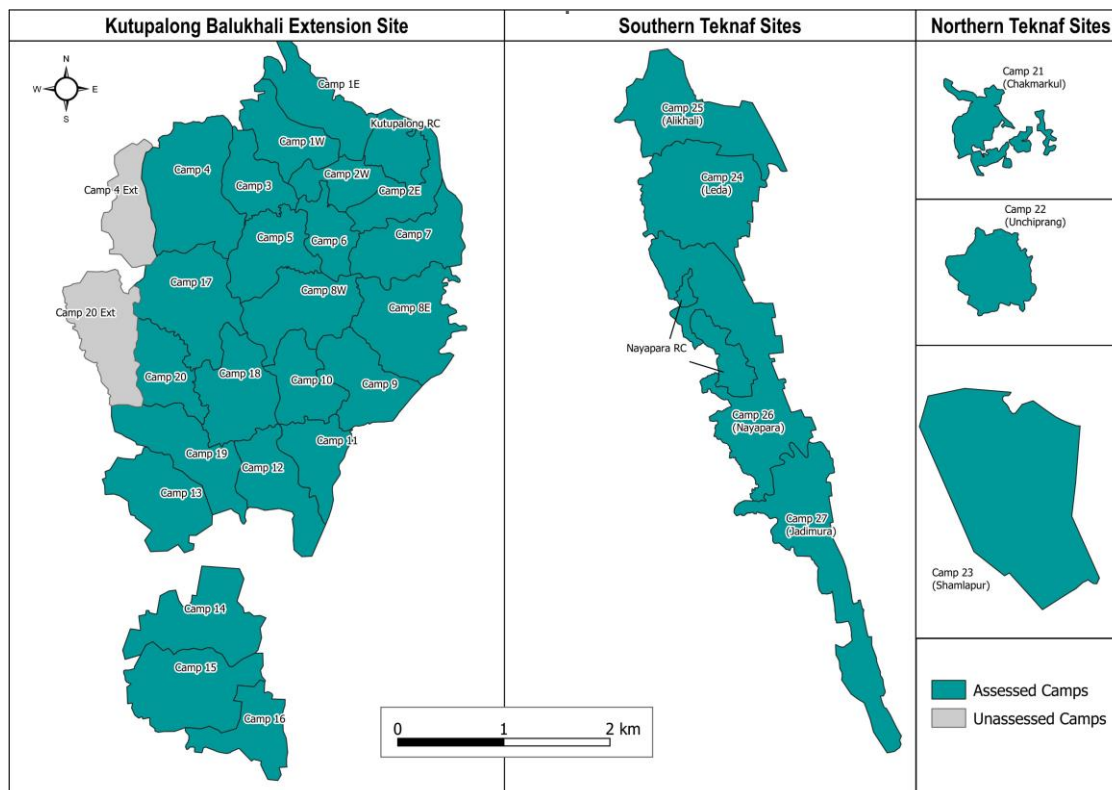 Kutupalong Balukhali Extension Site
Southern Teknaf Sites
Northern Teknaf Sites
N
W
E
S
Camp 1E
Kutupalong RC
Camp 1W
Camp 4
Camp 3
Camp 2W
Camp 4 Ext
Camp 2E
Camp 5
Camp 6
Camp 7
Camp 17
Camp 8W
Camp 8E
Camp 20 Ext
Camp 20
Camp 18
Camp 10
Camp 9
Camp 11
Camp 19
Camp 12
Camp 13
Camp 14
Camp 15
Camp 16
Camp 25
(Alikhali)
Camp 24
(Leda)
Nayapara RC
Camp 26
(Nayapara)
Camp 27
(Jadimura)
0
1
2 km
Camp 21
(Chakmarkul)
Camp 22
(Unchiprang)
Camp 23
(Shamlapur)
Assessed Camps
Unassessed Camps